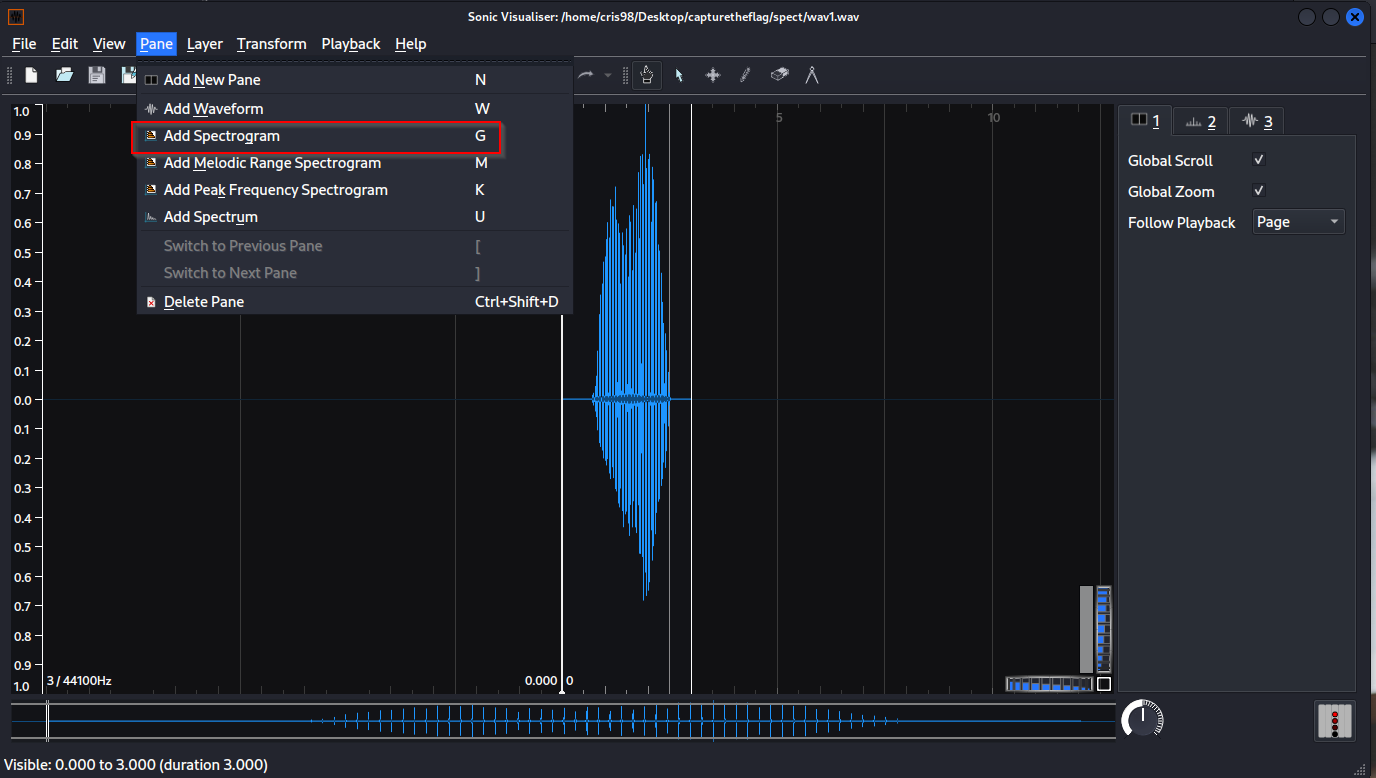 Sonic Visualiser: /home/cris98/Desktop/capturetheflag/spect/wav1.wav
File Edit View Pane Layer Transform Playback Help
Add New Pane N
Add Waveform W
Add Spectrogram G
Add Melodic Range Spectrogram M
Add Peak Frequency Spectrogram K
Add Spectrum U
Switch to Previous Pane [
Switch to Next Pane ]
Delete Pane Ctrl+Shift+D
5 10
1.0
0.9
0.8
0.7
0.6
0.5
0.4
0.3
0.2
0.1
0.0
0.1
0.2
0.3
0.4
0.5
0.6
0.7
0.8
0.9
1.0
3 / 44100Hz
0.000 0
1 2 3
Global Scroll
Global Zoom
Follow Playback Page
Visible: 0.000 to 3.000 (duration 3.000)